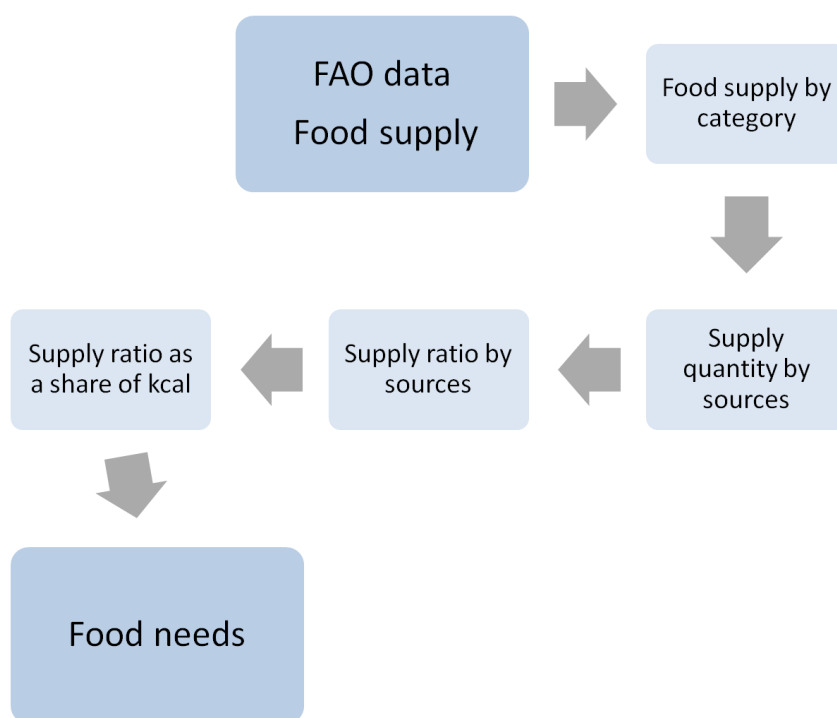 FAO data
Food supply
Food supply by
category
Supply
quantity by
sources
Supply ratio by
sources
Supply ratio as
a share of kcal
Food needs